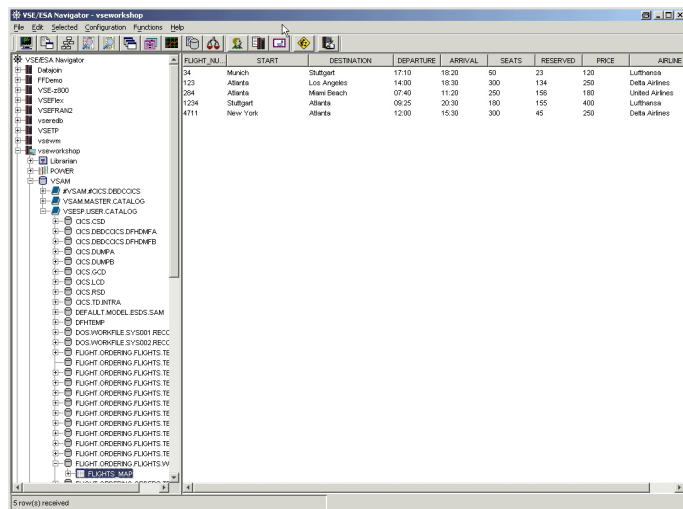 VSE/ESA Navigator - vseworkshop
File Edit Selected Configuration Functions Help
VSE/ESA Navigator
Datajoin
FFDemo
VSE-z800
VSEFlex
VSEFRAN2
vseredb
VSETP
vsewm
vseworkshop
Librarian
POWER
VSAM
#VSAM.#CICS.DBDCCICS
VSAM.MASTER.CATALOG
VSESP.USER.CATALOG
CICS.CSD
CICS.DBDCCICS.DFHDMFA
CICS.DBDCCICS.DFHDMFB
CICS.DUMPA
CICS.DUMPB
CICS.GCD
CICS.LCD
CICS.RSD
CICS.TD.INTRA
DEFAULT.MODEL.ESDS.SAM
DFHTEMP
DOS.WORKFILE.SYS001.RECO
DOS.WORKFILE.SYS002.RECO
FLIGHT.ORDERING.FLIGHTS.TE
FLIGHT.ORDERING.FLIGHTS.TE
FLIGHT.ORDERING.FLIGHTS.TE
FLIGHT.ORDERING.FLIGHTS.TE
FLIGHT.ORDERING.FLIGHTS.TE
FLIGHT.ORDERING.FLIGHTS.TE
FLIGHT.ORDERING.FLIGHTS.TE
FLIGHT.ORDERING.FLIGHTS.TE
FLIGHT.ORDERING.FLIGHTS.TE
FLIGHT.ORDERING.FLIGHTS.W
FLIGHTS_MAP
FLIGHT_NU... START DESTINATION DEPARTURE ARRIVAL SEATS RESERVED PRICE AIRLINE
34 Munich Stuttgart 17:10 18:20 50 23 120 Lufthansa
123 Atlanta Los Angeles 14:00 18:30 300 134 250 Delta Airlines
284 Atlanta Miami Beach 07:40 11:20 250 156 180 United Airlines
1234 Stuttgart Atlanta 09:25 20:30 180 155 400 Lufthansa
4711 New York Atlanta 12:00 15:30 300 45 250 Delta Airlines
5 row(s) received